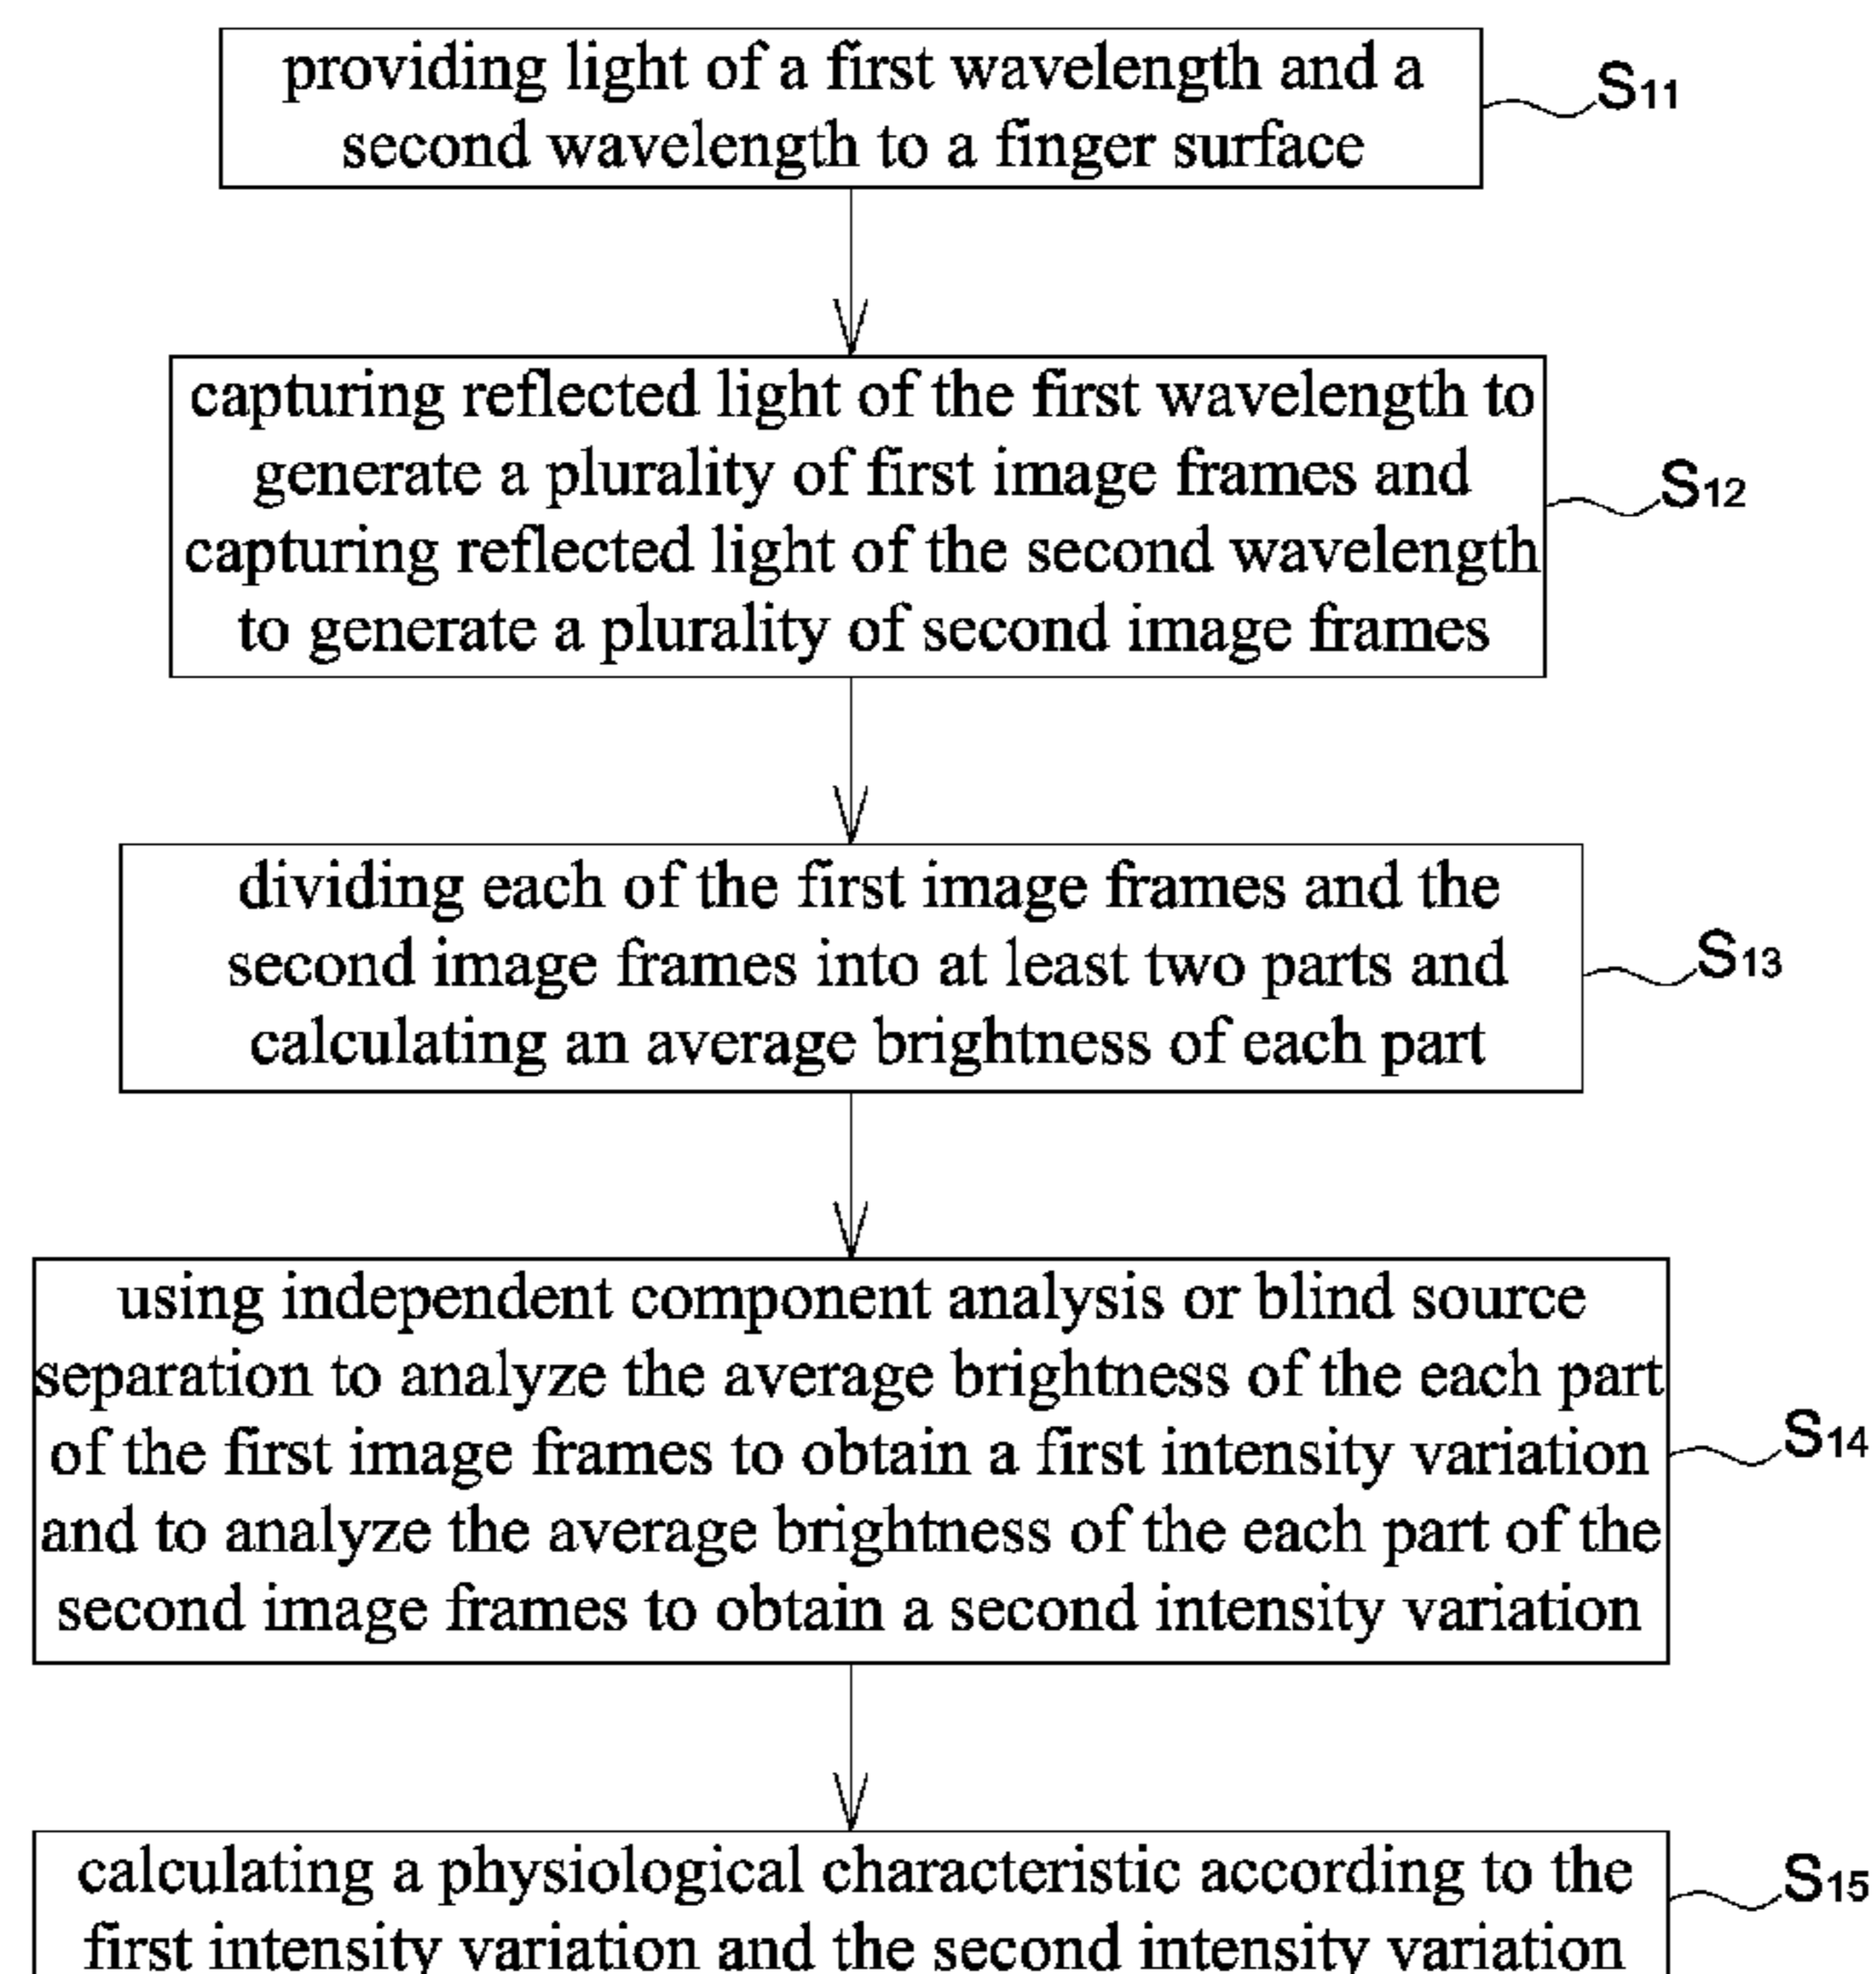 providing light of a first wavelength and a
second wavelength to a finger surface
S11
capturing reflected light of the first wavelength to
generate a plurality of first image frames and
capturing reflected light of the second wavelength
to generate a plurality of second image frames
S12
dividing each of the first image frames and the
second image frames into at least two parts and
calculating an average brightness of each part
S13
using independent component analysis or blind source
separation to analyze the average brightness of the each part
of the first image frames to obtain a first intensity variation
and to analyze the average brightness of the each part of the
second image frames to obtain a second intensity variation
S14
calculating a physiological characteristic according to the
first intensity variation and the second intensity variation
S15